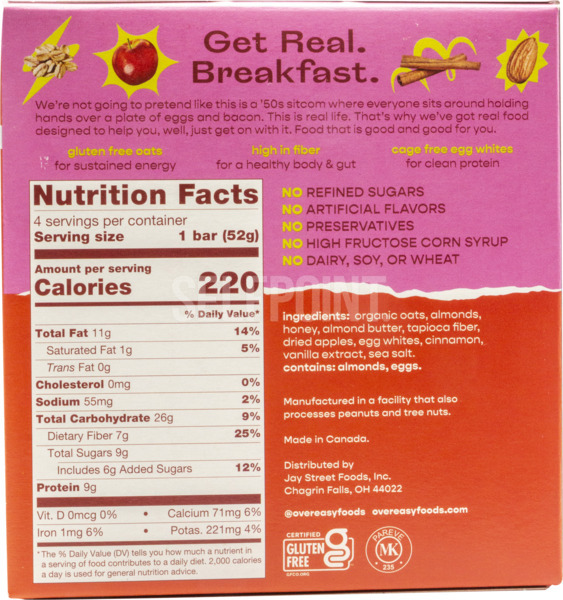 Get Real.
Breakfast.
We're not going to pretend like this is a '50s sitcom where everyone sits around holding
hands over a plate of eggs and bacon. This is real life. That's why we've got real food
designed to help you, well, just get on with it. Food that is good and good for you.
gluten free oats
for sustained energy
high in fiber
for a healthy body & gut
cage free egg whites
for clean protein
Nutrition Facts
4 servings per container
Serving size 1 bar (52g)
Amount per serving
Calories 220
% Daily Value*
Total Fat 11g 14%
Saturated Fat 1g 5%
Trans Fat 0g
Cholesterol 0mg 0%
Sodium 55mg 2%
Total Carbohydrate 26g 9%
Dietary Fiber 7g 25%
Total Sugars 9g
Includes 6g Added Sugars 12%
Protein 9g
Vit. D 0mcg 0% • Calcium 71mg 6%
Iron 1mg 6% • Potas. 221mg 4%
*The % Daily Value (DV) tells you how much a nutrient in
a serving of food contributes to a daily diet. 2,000 calories
a day is used for general nutrition advice.
NO REFINED SUGARS
NO ARTIFICIAL FLAVORS
NO PRESERVATIVES
NO HIGH FRUCTOSE CORN SYRUP
NO DAIRY, SOY, OR WHEAT
SELFPOINT
ingredients: organic oats, almonds,
honey, almond butter, tapioca fiber,
dried apples, egg whites, cinnamon,
vanilla extract, sea salt.
contains: almonds, eggs.
Manufactured in a facility that also
processes peanuts and tree nuts.
Made in Canada.
Distributed by
Jay Street Foods, Inc.
Chagrin Falls, OH 44022
@overeasyfoods overeasyfoods.com
CERTIFIED
GLUTEN
FREE
GFCO.ORG
PAREVE
MK
235